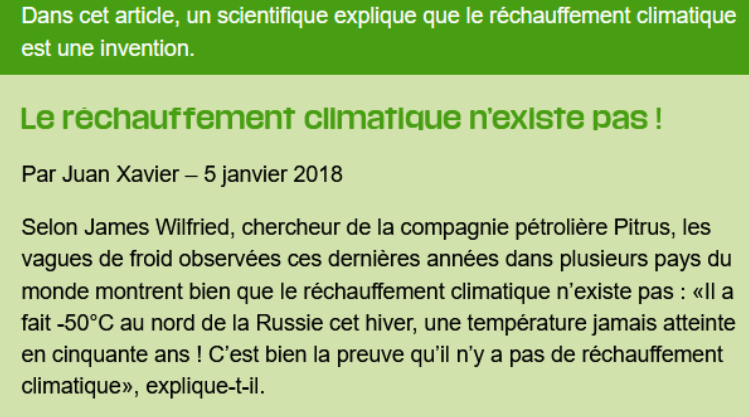 Dans cet article, un scientifique explique que le réchauffement climatique
est une invention.
Le réchauffement climatique n'existe pas !
Par Juan Xavier – 5 janvier 2018
Selon James Wilfried, chercheur de la compagnie pétrolière Pitrus, les
vagues de froid observées ces dernières années dans plusieurs pays du
monde montrent bien que le réchauffement climatique n'existe pas : «Il a
fait -50°C au nord de la Russie cet hiver, une température jamais atteinte
en cinquante ans ! C'est bien la preuve qu'il n'y a pas de réchauffement
climatique», explique-t-il.